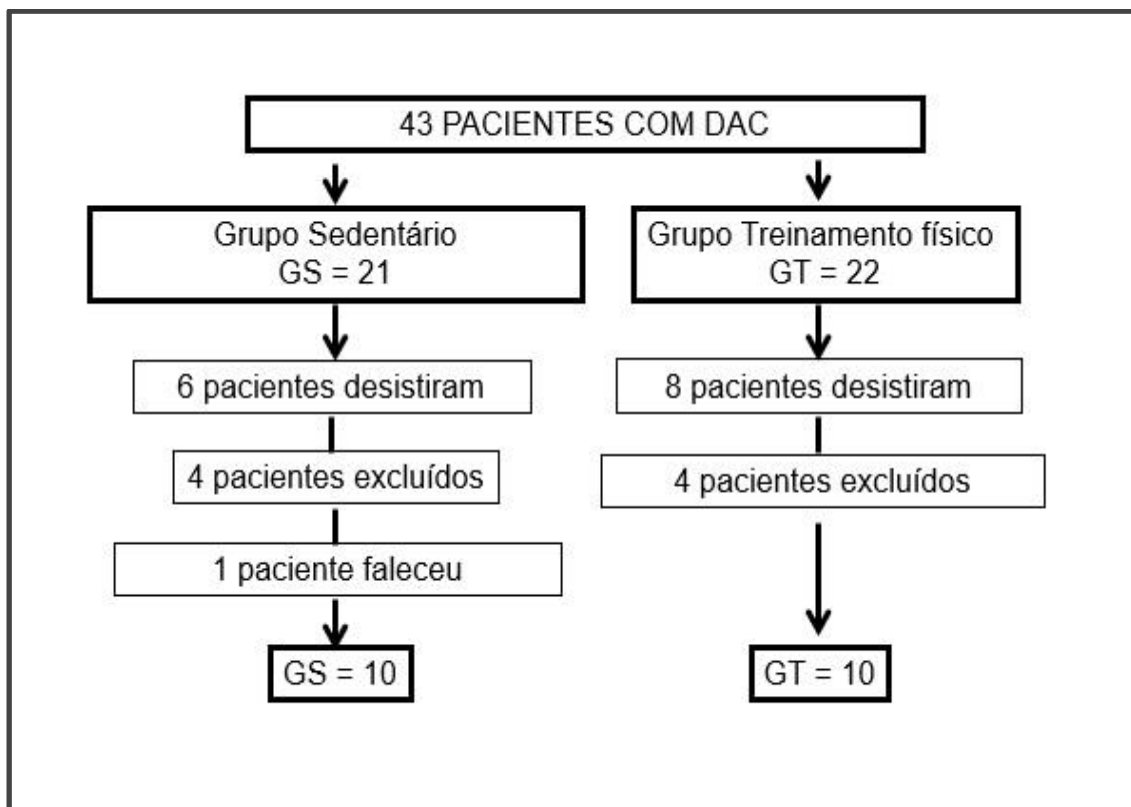 43 PACIENTES COM DAC
Grupo Sedentário
GS = 21
6 pacientes desistiram
4 pacientes excluídos
1 paciente faleceu
GS = 10
Grupo Treinamento físico
GT = 22
8 pacientes desistiram
4 pacientes excluídos
GT = 10